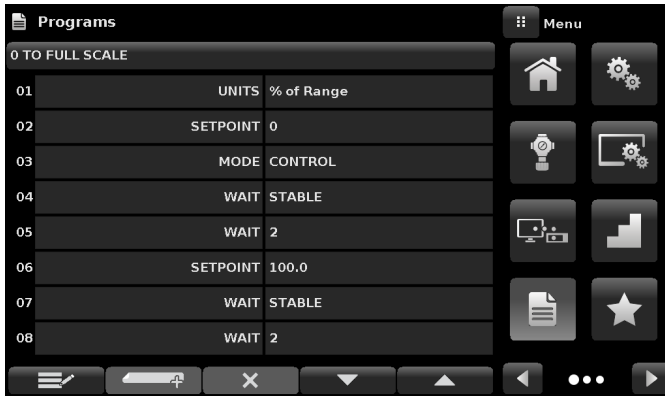 Programs
Menu
0 TO FULL SCALE
01 UNITS % of Range
02 SETPOINT 0
03 MODE CONTROL
04 WAIT STABLE
05 WAIT 2
06 SETPOINT 100.0
07 WAIT STABLE
08 WAIT 2